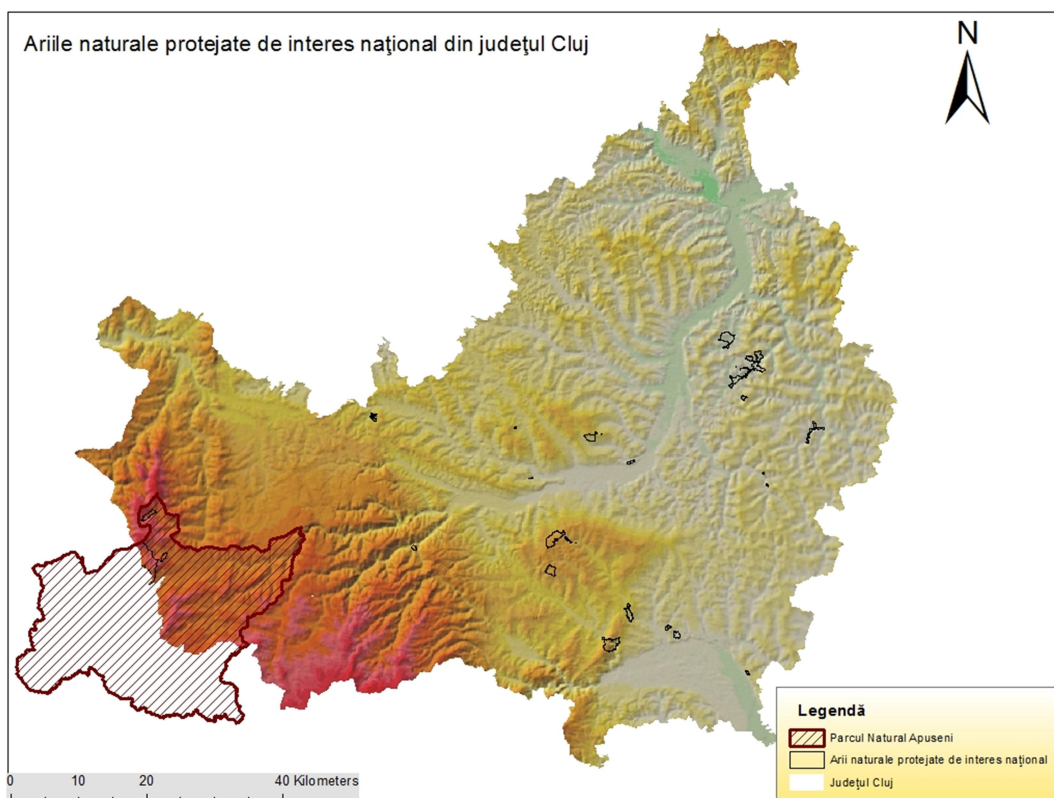 Ariile naturale protejate de interes naţional din judeţul Cluj
N
Legendă
Parcul Natural Apuseni
Arii naturale protejate de interes naţional
Judeţul Cluj
0 10 20 40 Kilometers